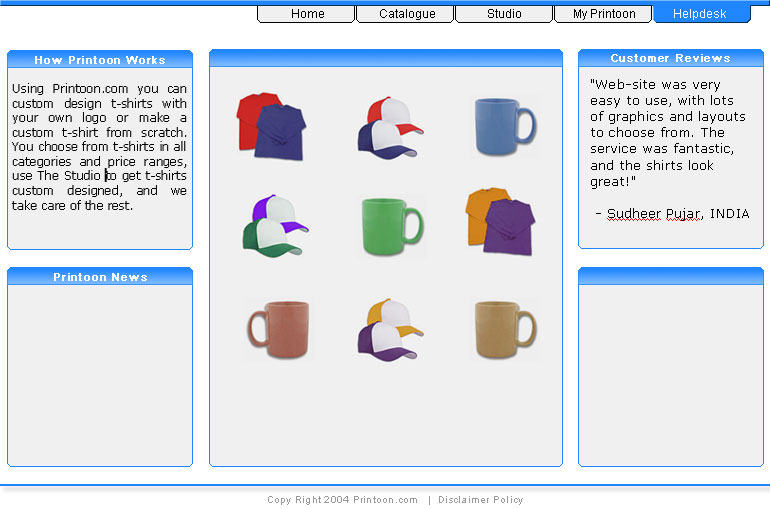 Home
Catalogue
Studio
My Printoon
Helpdesk
How Printoon Works
Using Printoon.com you can
custom design t-shirts with
your own logo or make a
custom t-shirt from scratch.
You choose from t-shirts in all
categories and price ranges,
use The Studio to get t-shirts
custom designed, and we
take care of the rest.
Printoon News
Customer Reviews
"Web-site was very
easy to use, with lots
of graphics and layouts
to choose from. The
service was fantastic,
and the shirts look
great!"
- Sudheer Pujar, INDIA
Copy Right 2004 Printoon.com | Disclaimer Policy